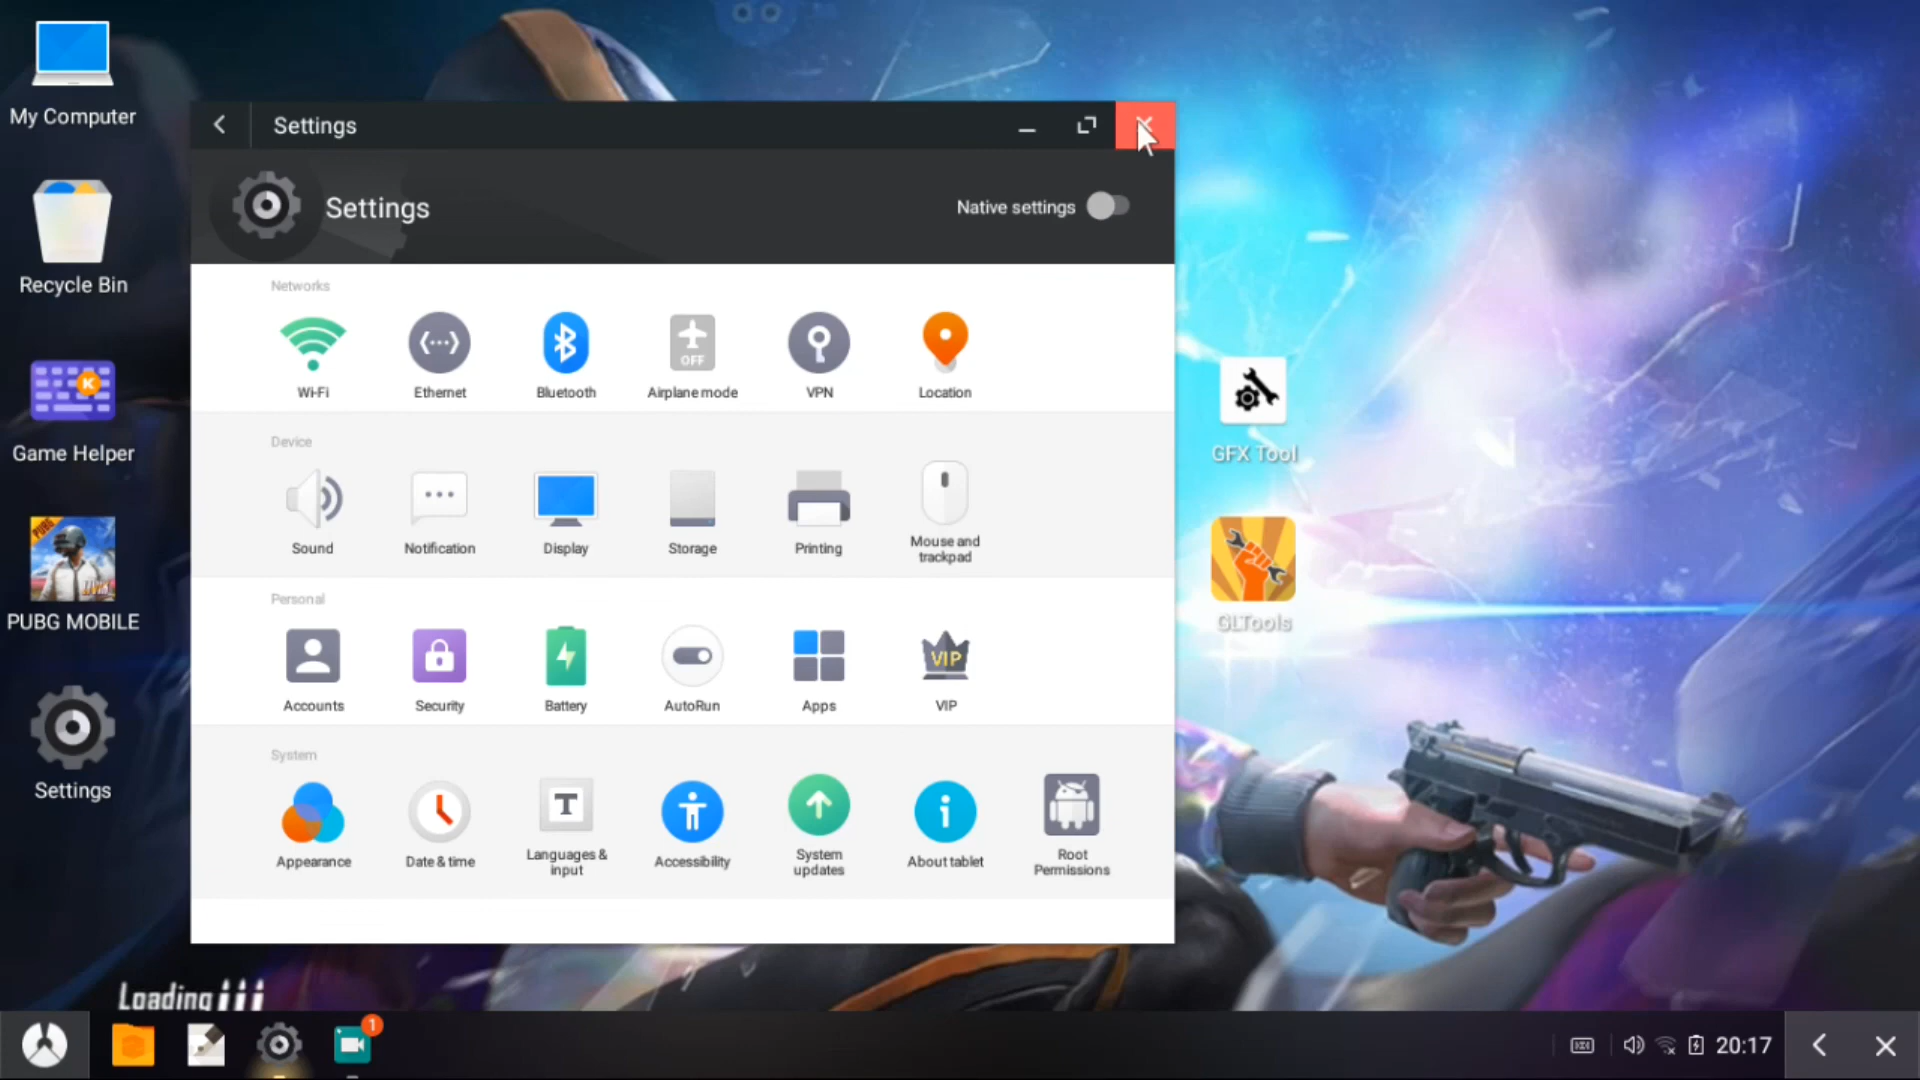 My Computer
Recycle Bin
Game Helper
PUBG
PUBG MOBILE
Settings
Settings
Settings
Native settings
Networks
Wi-Fi
Ethernet
Bluetooth
OFF
Airplane mode
VPN
Location
Device
Sound
Notification
Display
Storage
Printing
Mouse and
trackpad
Personal
Accounts
Security
Battery
AutoRun
Apps
VIP
VIP
System
Appearance
Date & time
T
Languages &
input
Accessibility
System
updates
i
About tablet
Root
Permissions
GFX Tool
GLTools
K
Loading
1
20:17